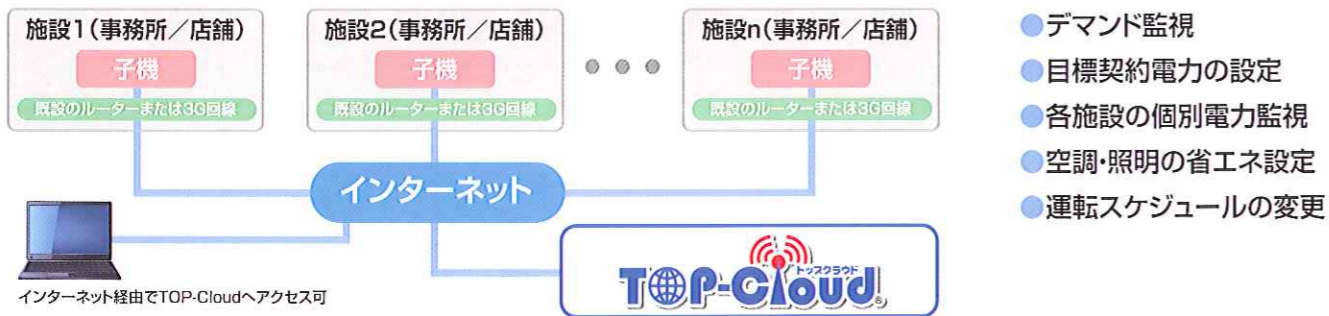 施設1(事務所／店舗)
子機
既設のルーターまたは3G回線
施設2(事務所／店舗)
子機
既設のルーターまたは3G回線
施設n(事務所／店舗)
子機
既設のルーターまたは3G回線
インターネット
インターネット経由でTOP-Cloudへアクセス可
トップクラウド
TOP-Cloud®
●デマンド監視
●目標契約電力の設定
●各施設の個別電力監視
●空調・照明の省エネ設定
●運転スケジュールの変更